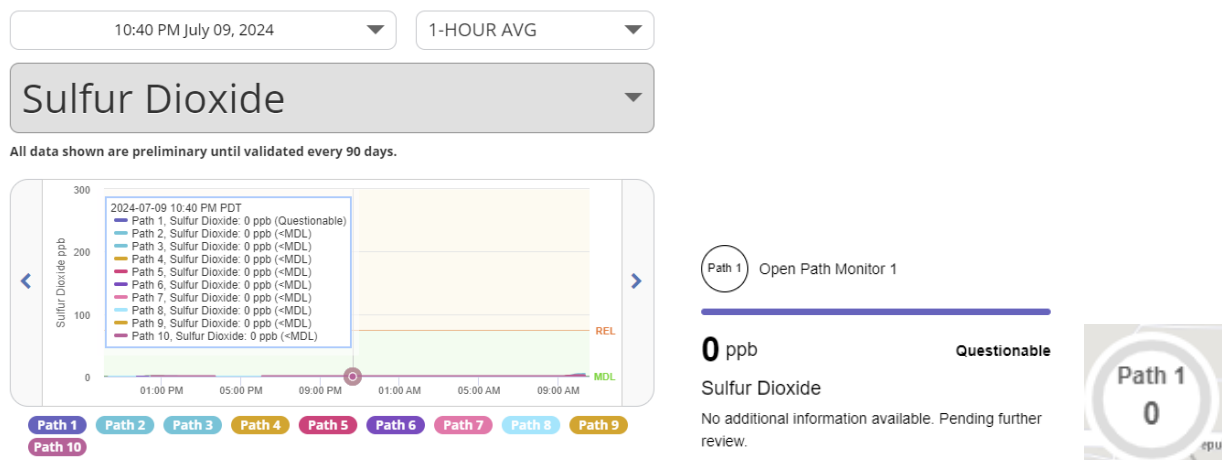 10:40 PM July 09, 2024
1-HOUR AVG
Sulfur Dioxide
All data shown are preliminary until validated every 90 days.
Sulfur Dioxide ppb
300
200
100
0
2024-07-09 10:40 PM PDT
Path 1, Sulfur Dioxide: 0 ppb (Questionable)
Path 2, Sulfur Dioxide: 0 ppb (<MDL)
Path 3, Sulfur Dioxide: 0 ppb (<MDL)
Path 4, Sulfur Dioxide: 0 ppb (<MDL)
Path 5, Sulfur Dioxide: 0 ppb (<MDL)
Path 6, Sulfur Dioxide: 0 ppb (<MDL)
Path 7, Sulfur Dioxide: 0 ppb (<MDL)
Path 8, Sulfur Dioxide: 0 ppb (<MDL)
Path 9, Sulfur Dioxide: 0 ppb (<MDL)
Path 10, Sulfur Dioxide: 0 ppb (<MDL)
REL
MDL
01:00 PM 05:00 PM 09:00 PM 01:00 AM 05:00 AM 09:00 AM
Path 1 Path 2 Path 3 Path 4 Path 5 Path 6 Path 7 Path 8 Path 9
Path 10
Path 1 Open Path Monitor 1
0 ppb Questionable
Sulfur Dioxide
No additional information available. Pending further
review.
Path 1
0
epu